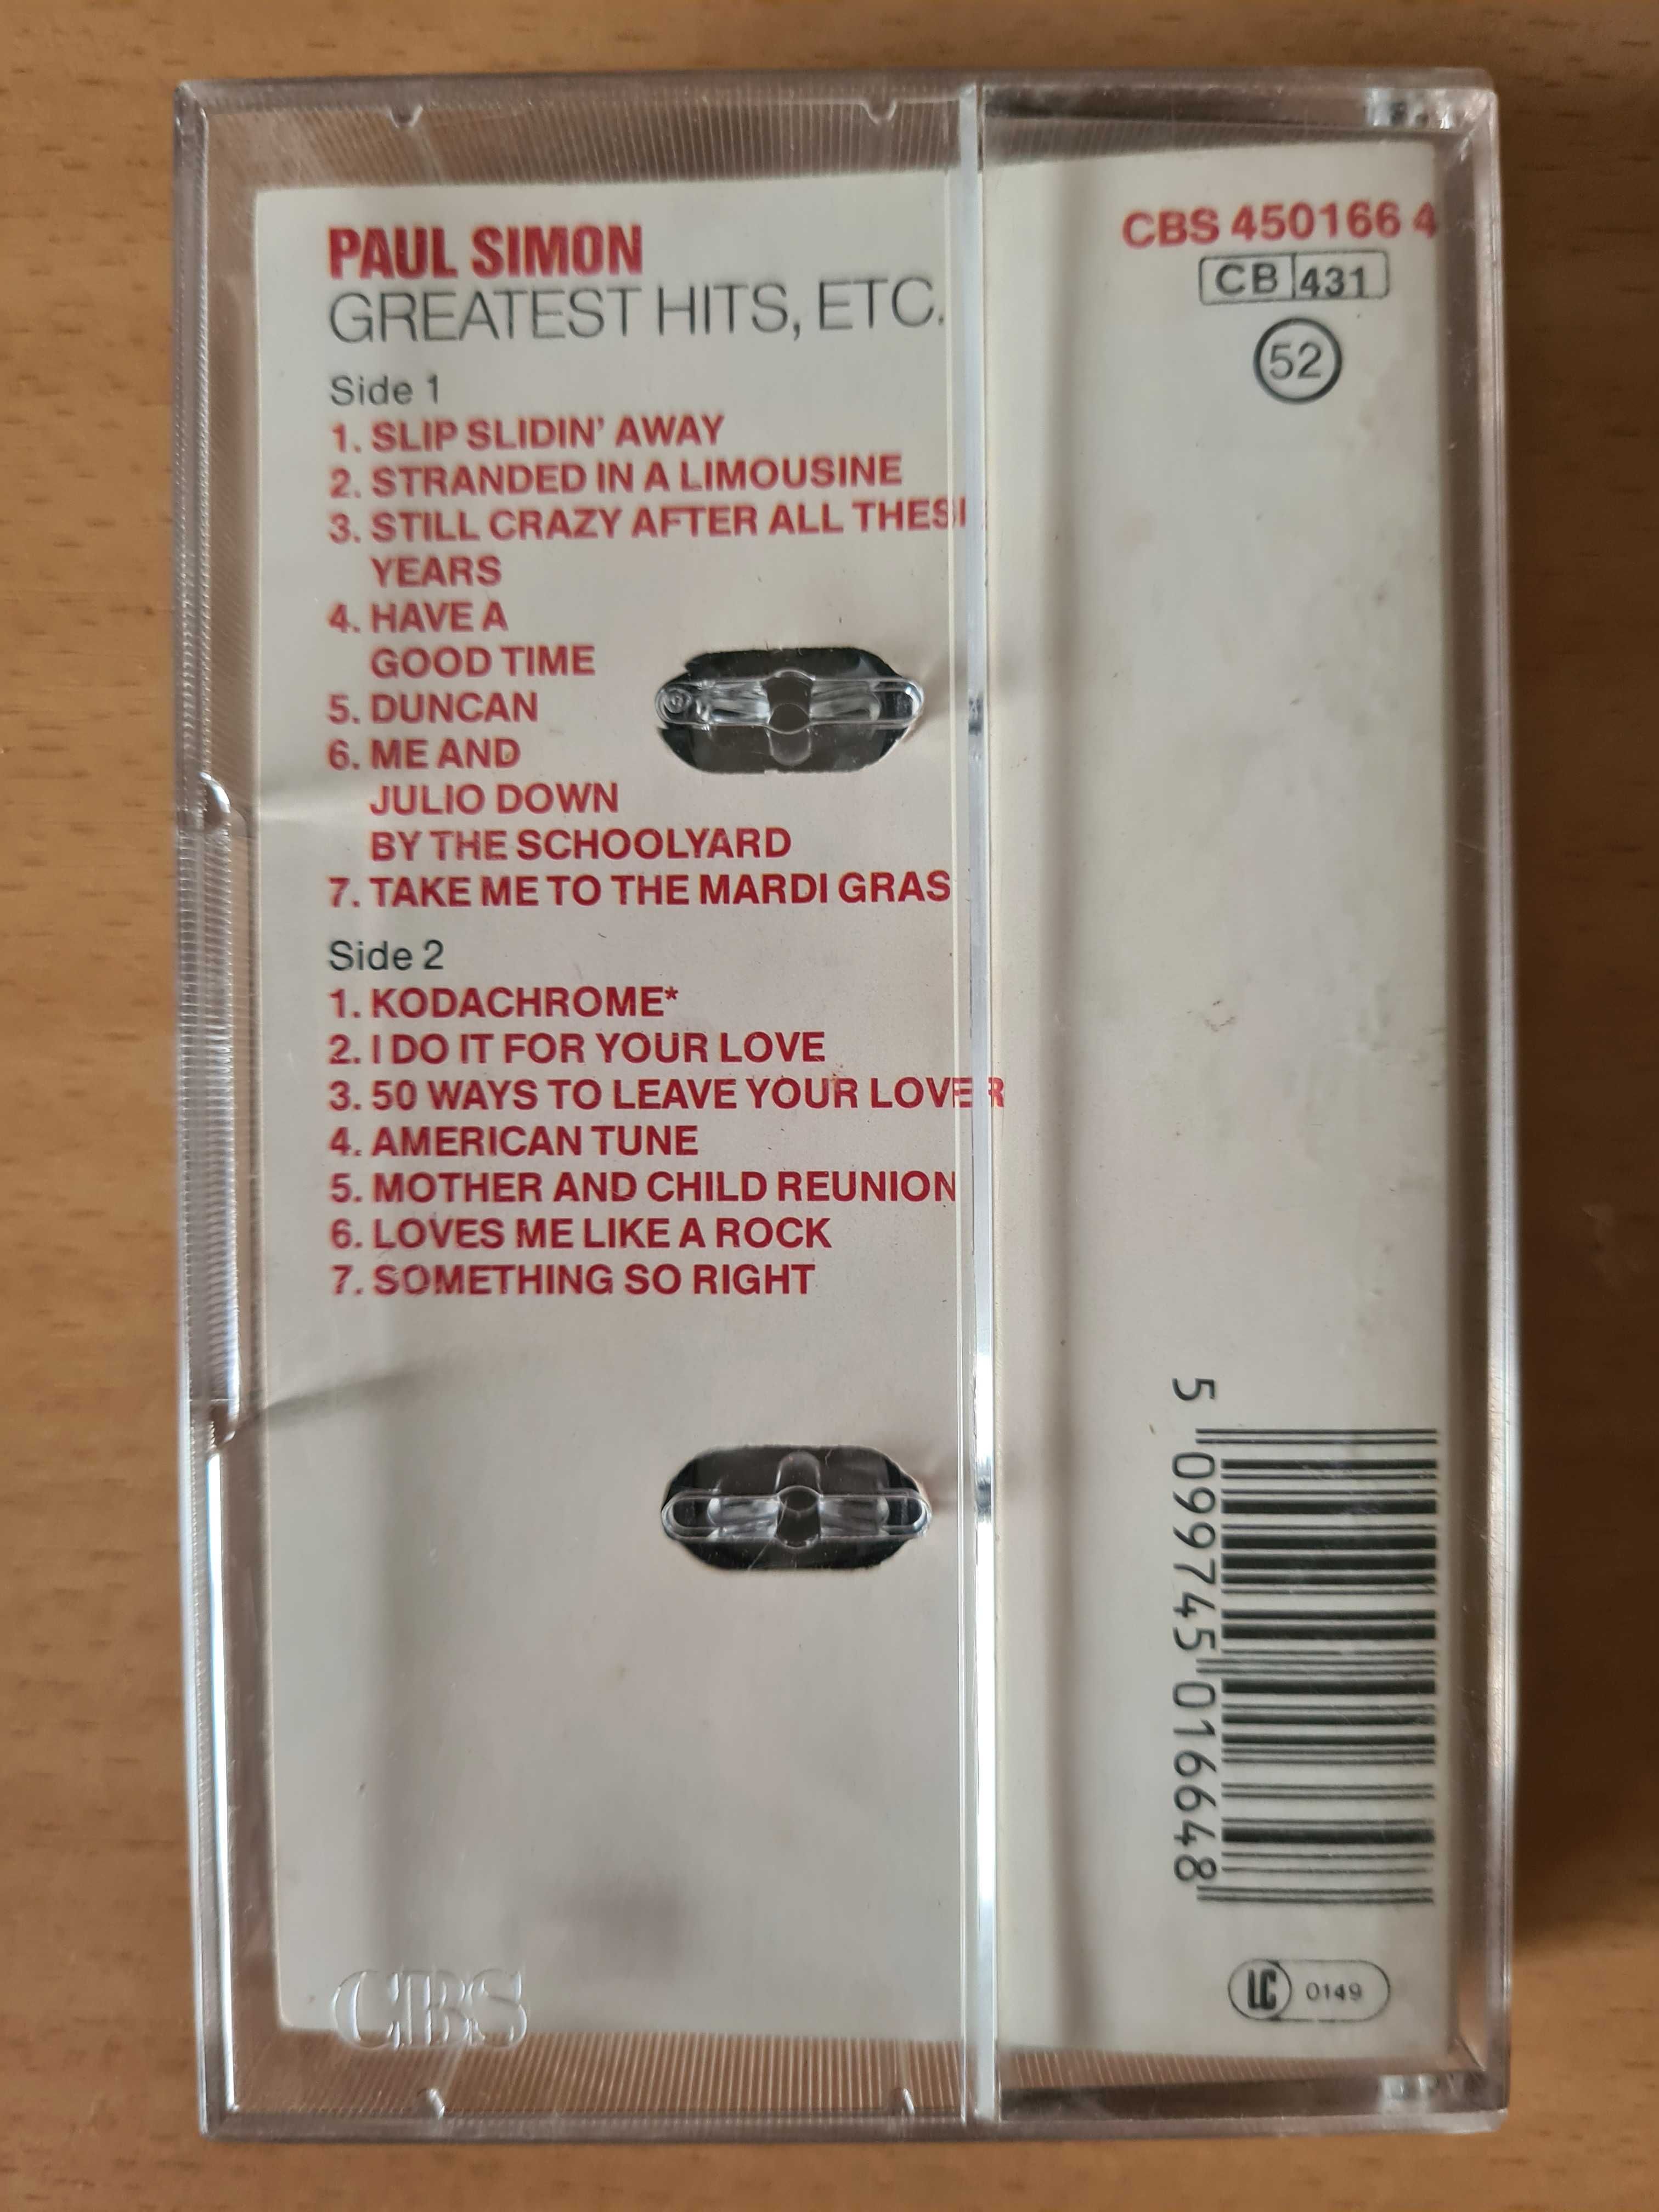 PAUL SIMON
GREATEST HITS, ETC.
Side 1
1. SLIP SLIDIN' AWAY
2. STRANDED IN A LIMOUSINE
3. STILL CRAZY AFTER ALL THESE
YEARS
4. HAVE A
GOOD TIME
5. DUNCAN
6. ME AND
JULIO DOWN
BY THE SCHOOLYARD
7. TAKE ME TO THE MARDI GRAS
Side 2
1. KODACHROME*
2. I DO IT FOR YOUR LOVE
3. 50 WAYS TO LEAVE YOUR LOVER
4. AMERICAN TUNE
5. MOTHER AND CHILD REUNION
6. LOVES ME LIKE A ROCK
7. SOMETHING SO RIGHT
CBS
CBS 450166 4
CB 431
52
5 099745 016648
LC 0149